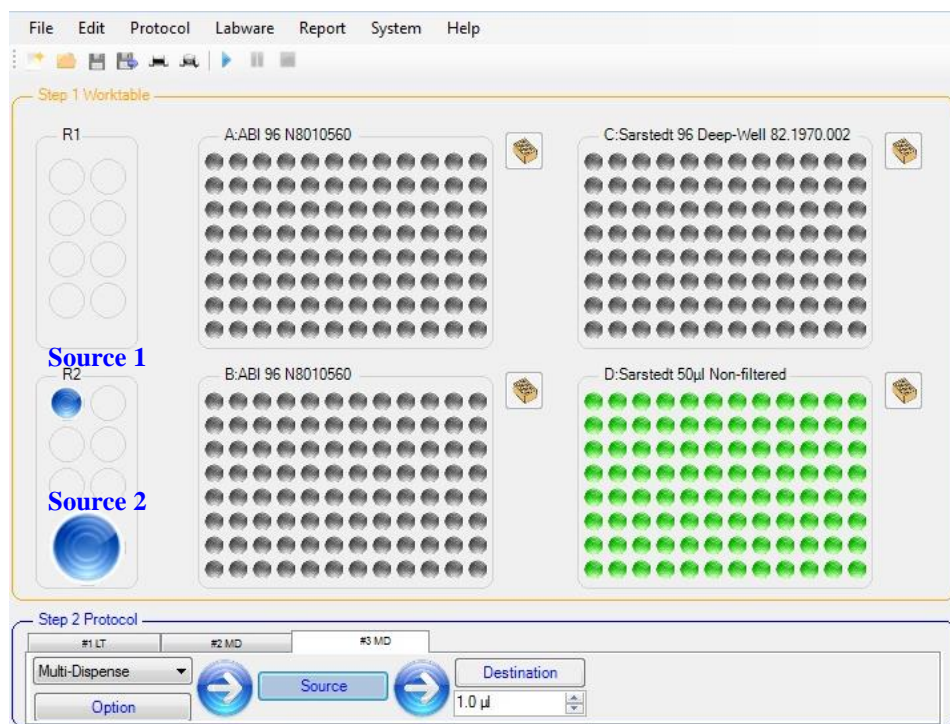 File Edit Protocol Labware Report System Help
Step 1 Worktable
R1
A:ABI 96 N8010560
C:Sarstedt 96 Deep-Well 82.1970.002
Source 1
R2
B:ABI 96 N8010560
D:Sarstedt 50µl Non-filtered
Source 2
Step 2 Protocol
#1 LT #2 MD #3 MD
Multi-Dispense
Source
Destination
Option
1.0 µl